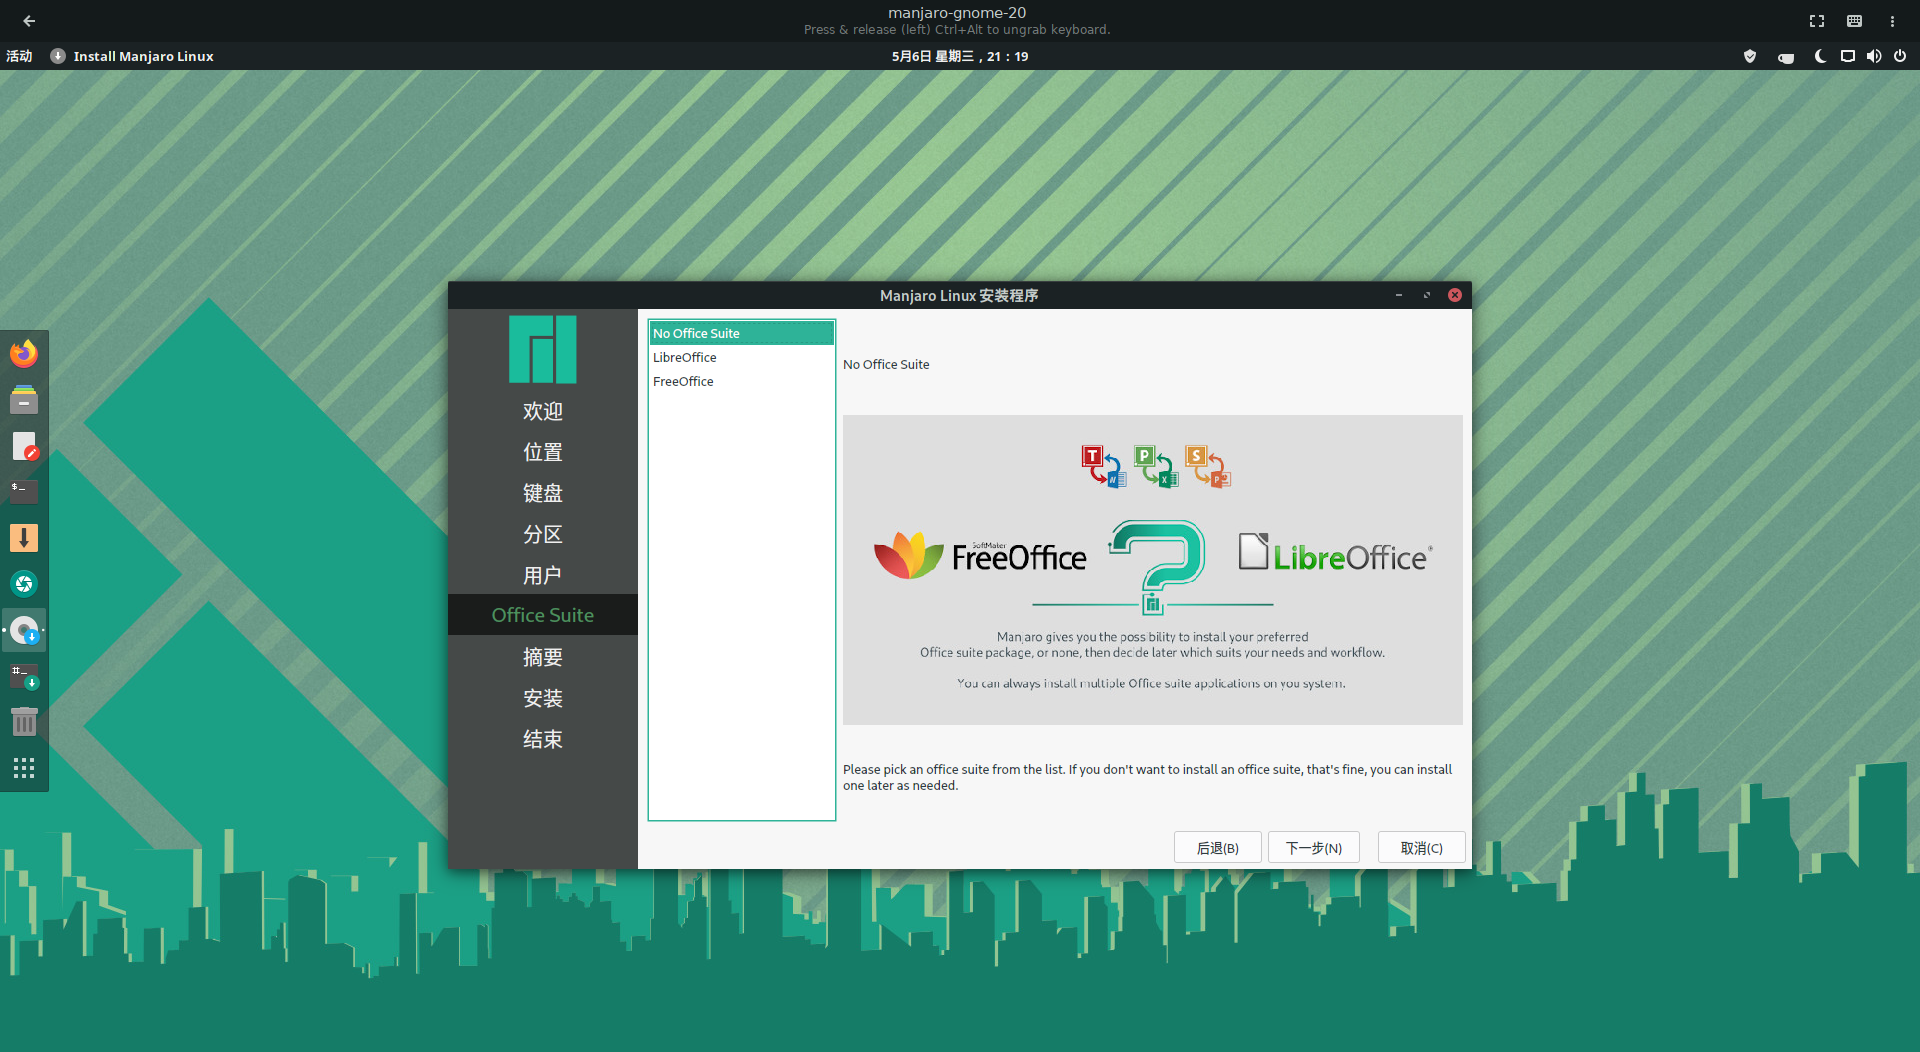 manjaro-gnome-20
Press & release (left) Ctrl+Alt to ungrab keyboard.
活动
Install Manjaro Linux
5月6日 星期三，21：19
Manjaro Linux 安装程序
欢迎
位置
键盘
分区
用户
Office Suite
摘要
安装
结束
No Office Suite
LibreOffice
FreeOffice
No Office Suite
T
P
S
W
X
P
SoftMaker
FreeOffice
LibreOffice®
Manjaro gives you the poss bility to install your preferred
Office suite package, or none, then decide later which suits your needs and workflow.
You can always install multiple Office suite applications on you system.
Please pick an office suite from the list. If you don't want to install an office suite, that's fine, you can install
one later as needed.
后退(B)
下一步(N)
取消(C)
$_
#_